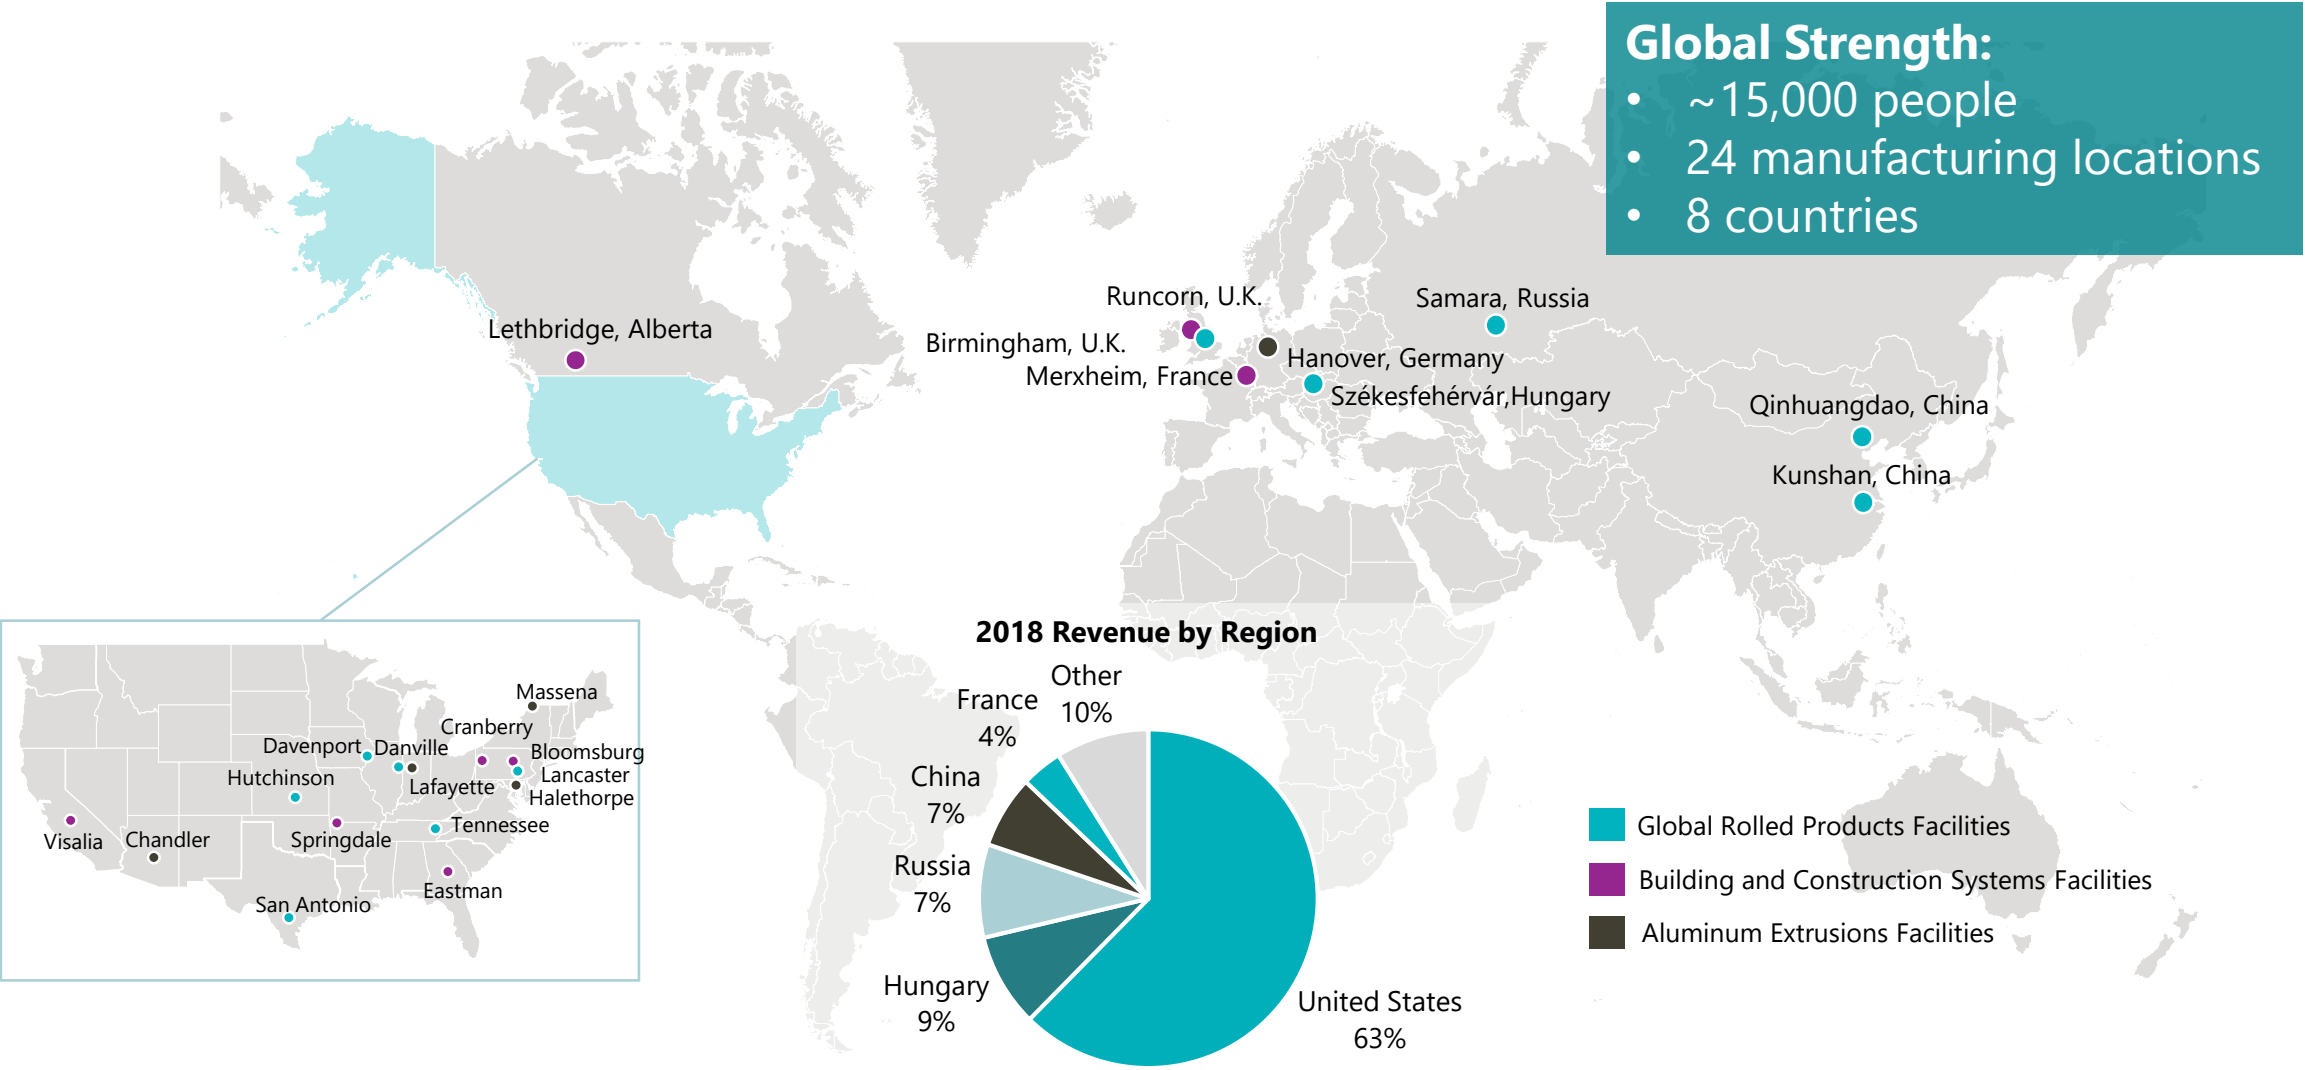 Global Strength:
• ~15,000 people
• 24 manufacturing locations
• 8 countries
Runcorn, U.K.
Samara, Russia
Lethbridge, Alberta
Birmingham, U.K.
Hanover, Germany
Merxheim, France
Székesfehérvár,Hungary
Qinhuangdao, China
Kunshan, China
Massena
Cranberry
Davenport
Danville
Bloomsburg
Hutchinson
Lancaster
Lafayette
Halethorpe
Visalia
Chandler
Springdale
Tennessee
Eastman
San Antonio
2018 Revenue by Region
Other
10%
France
4%
China
7%
Russia
7%
Hungary
9%
United States
63%
Global Rolled Products Facilities
Building and Construction Systems Facilities
Aluminum Extrusions Facilities